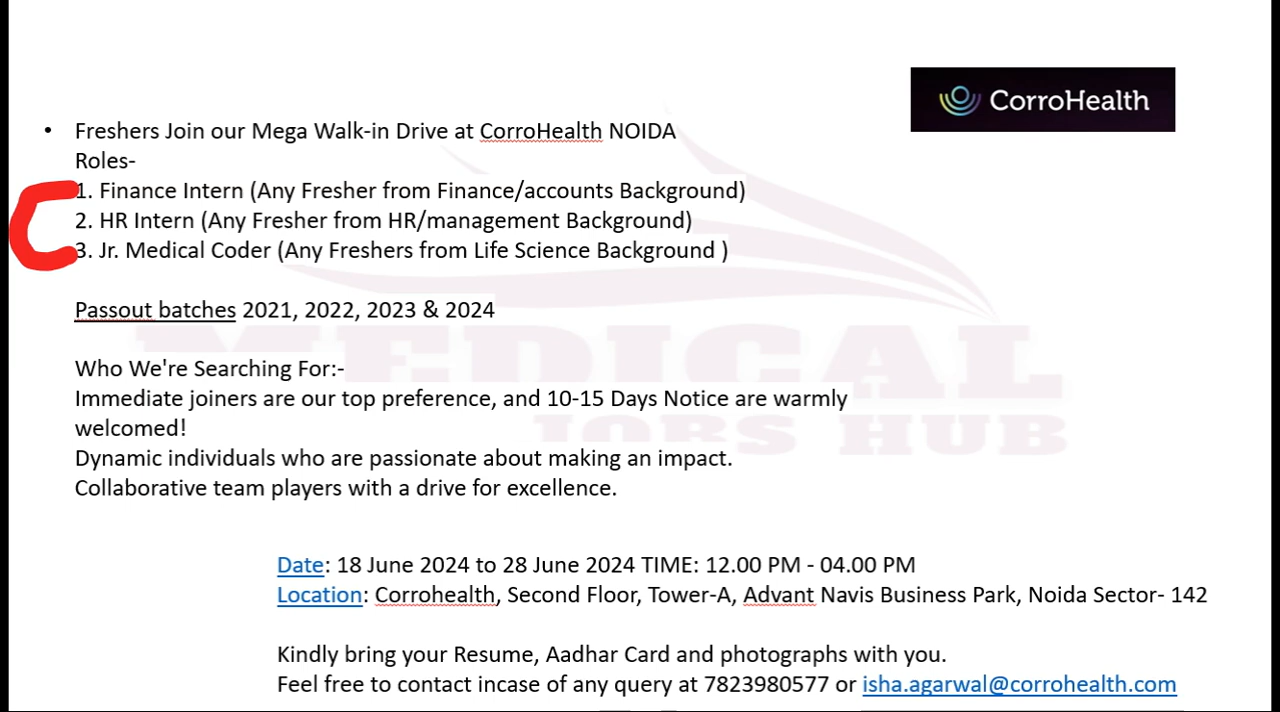 CorroHealth
• Freshers Join our Mega Walk-in Drive at CorroHealth NOIDA
Roles-
1. Finance Intern (Any Fresher from Finance/accounts Background)
2. HR Intern (Any Fresher from HR/management Background)
3. Jr. Medical Coder (Any Freshers from Life Science Background )
Passout batches 2021, 2022, 2023 & 2024
MEDICAL
JOBS HUB
Who We're Searching For:-
Immediate joiners are our top preference, and 10-15 Days Notice are warmly
welcomed!
Dynamic individuals who are passionate about making an impact.
Collaborative team players with a drive for excellence.
Date: 18 June 2024 to 28 June 2024 TIME: 12.00 PM - 04.00 PM
Location: Corrohealth, Second Floor, Tower-A, Advant Navis Business Park, Noida Sector- 142
Kindly bring your Resume, Aadhar Card and photographs with you.
Feel free to contact incase of any query at 7823980577 or isha.agarwal@corrohealth.com